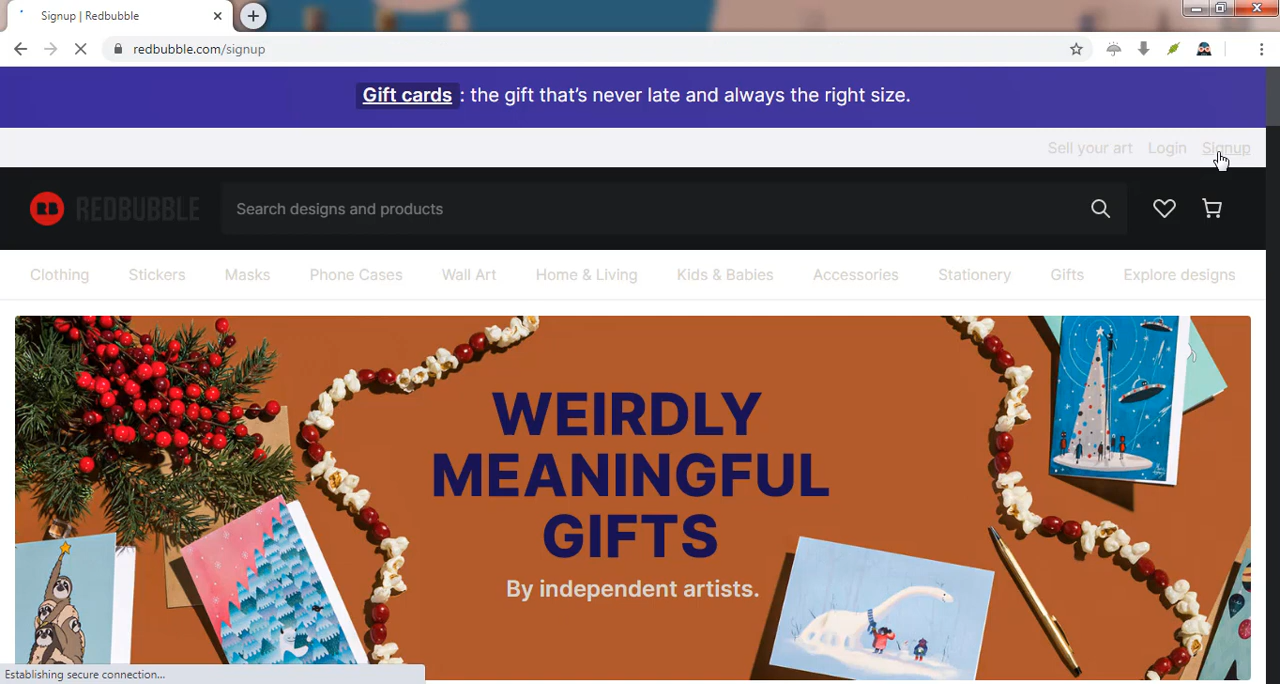 Signup | Redbubble
redbubble.com/signup
Gift cards : the gift that's never late and always the right size.
Sell your art Login Signup
RB REDBUBBLE Search designs and products
Clothing Stickers Masks Phone Cases Wall Art Home & Living Kids & Babies Accessories Stationery Gifts Explore designs
WEIRDLY
MEANINGFUL
GIFTS
By independent artists.
Establishing secure connection...